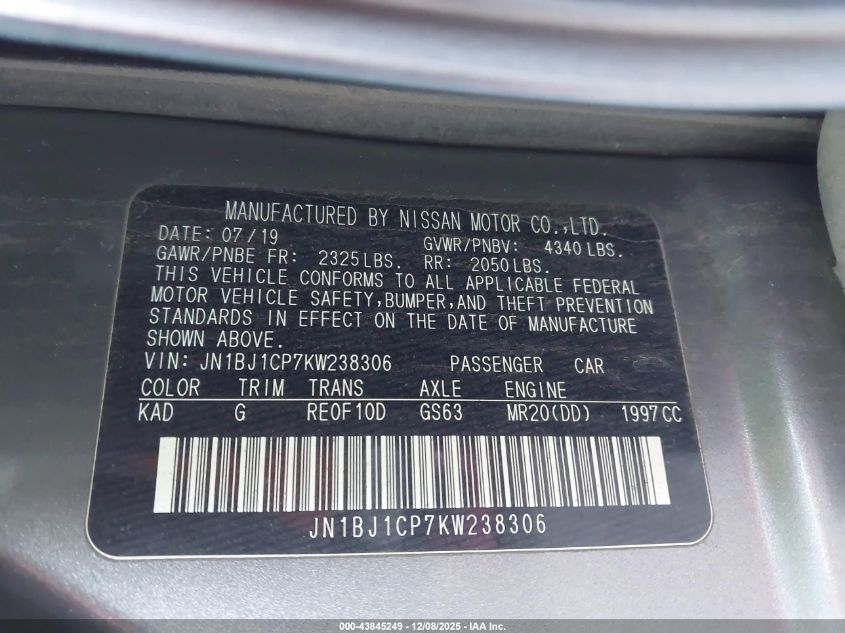 MANUFACTURED BY NISSAN MOTOR CO.,LTD.
DATE: 07/19 GVWR/PNBV: 4340 LBS.
GAWR/PNBE FR: 2325 LBS. RR: 2050 LBS.
THIS VEHICLE CONFORMS TO ALL APPLICABLE FEDERAL
MOTOR VEHICLE SAFETY,BUMPER,AND THEFT PREVENTION
STANDARDS IN EFFECT ON THE DATE OF MANUFACTURE
SHOWN ABOVE.
VIN: JN1BJ1CP7KW238306 PASSENGER CAR
COLOR TRIM TRANS AXLE ENGINE
KAD G RE0F10D GS63 MR20(DD) 1997CC
JN1BJ1CP7KW238306
000-43845249 - 12/08/2025 - IAA Inc.